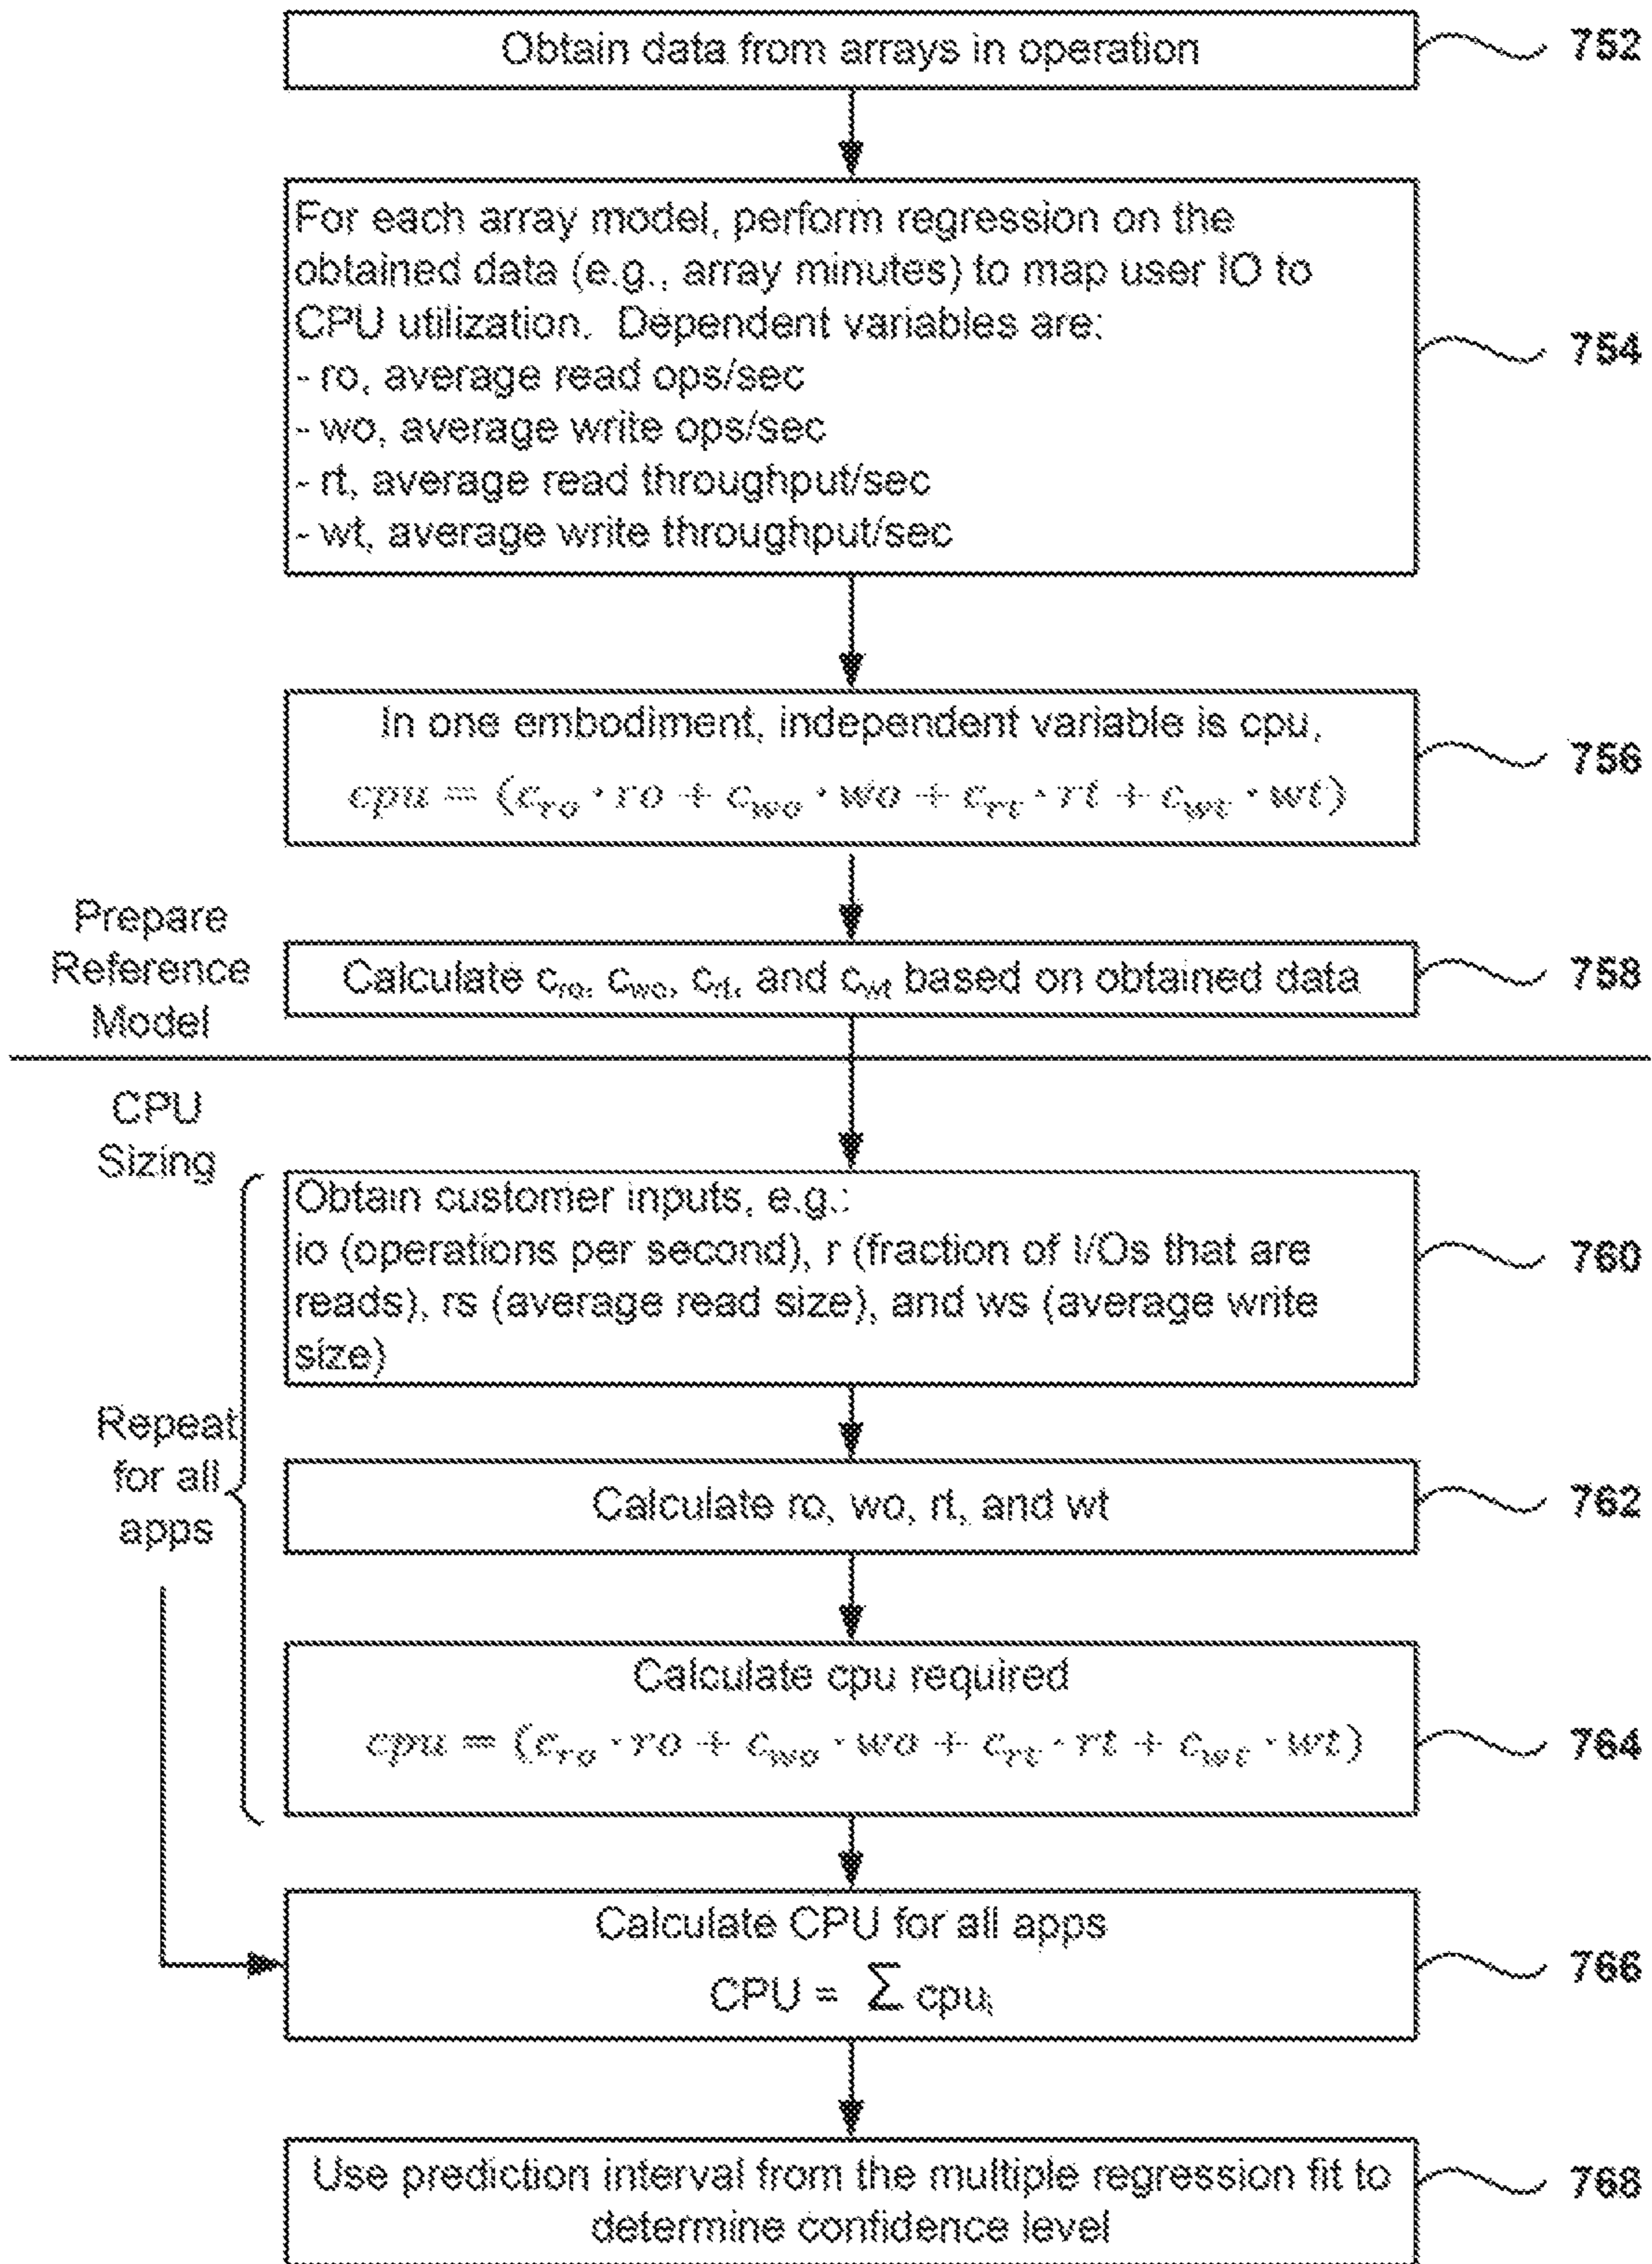 Obtain data from arrays in operation
752
For each array model, perform regression on the
obtained data (e.g., array minutes) to map user IO to
CPU utilization. Dependent variables are:
- ro, average read ops/sec
- wo, average write ops/sec
- rt, average read throughput/sec
- wt, average write throughput/sec
754
In one embodiment, independent variable is cpu,
cpu = (c_ro · ro + c_wo · wo + c_rt · rt + c_wt · wt)
756
Prepare
Reference
Model
Calculate c_ro, c_wo, c_rt, and c_wt based on obtained data
758
CPU
Sizing
Obtain customer inputs, e.g.:
io (operations per second), r (fraction of I/Os that are
reads), rs (average read size), and ws (average write
size)
760
Repeat
for all
apps
Calculate ro, wo, rt, and wt
762
Calculate cpu required
cpu = (c_ro · ro + c_wo · wo + c_rt · rt + c_wt · wt)
764
Calculate CPU for all apps
CPU = Σ cpu_i
766
Use prediction interval from the multiple regression fit to
determine confidence level
768